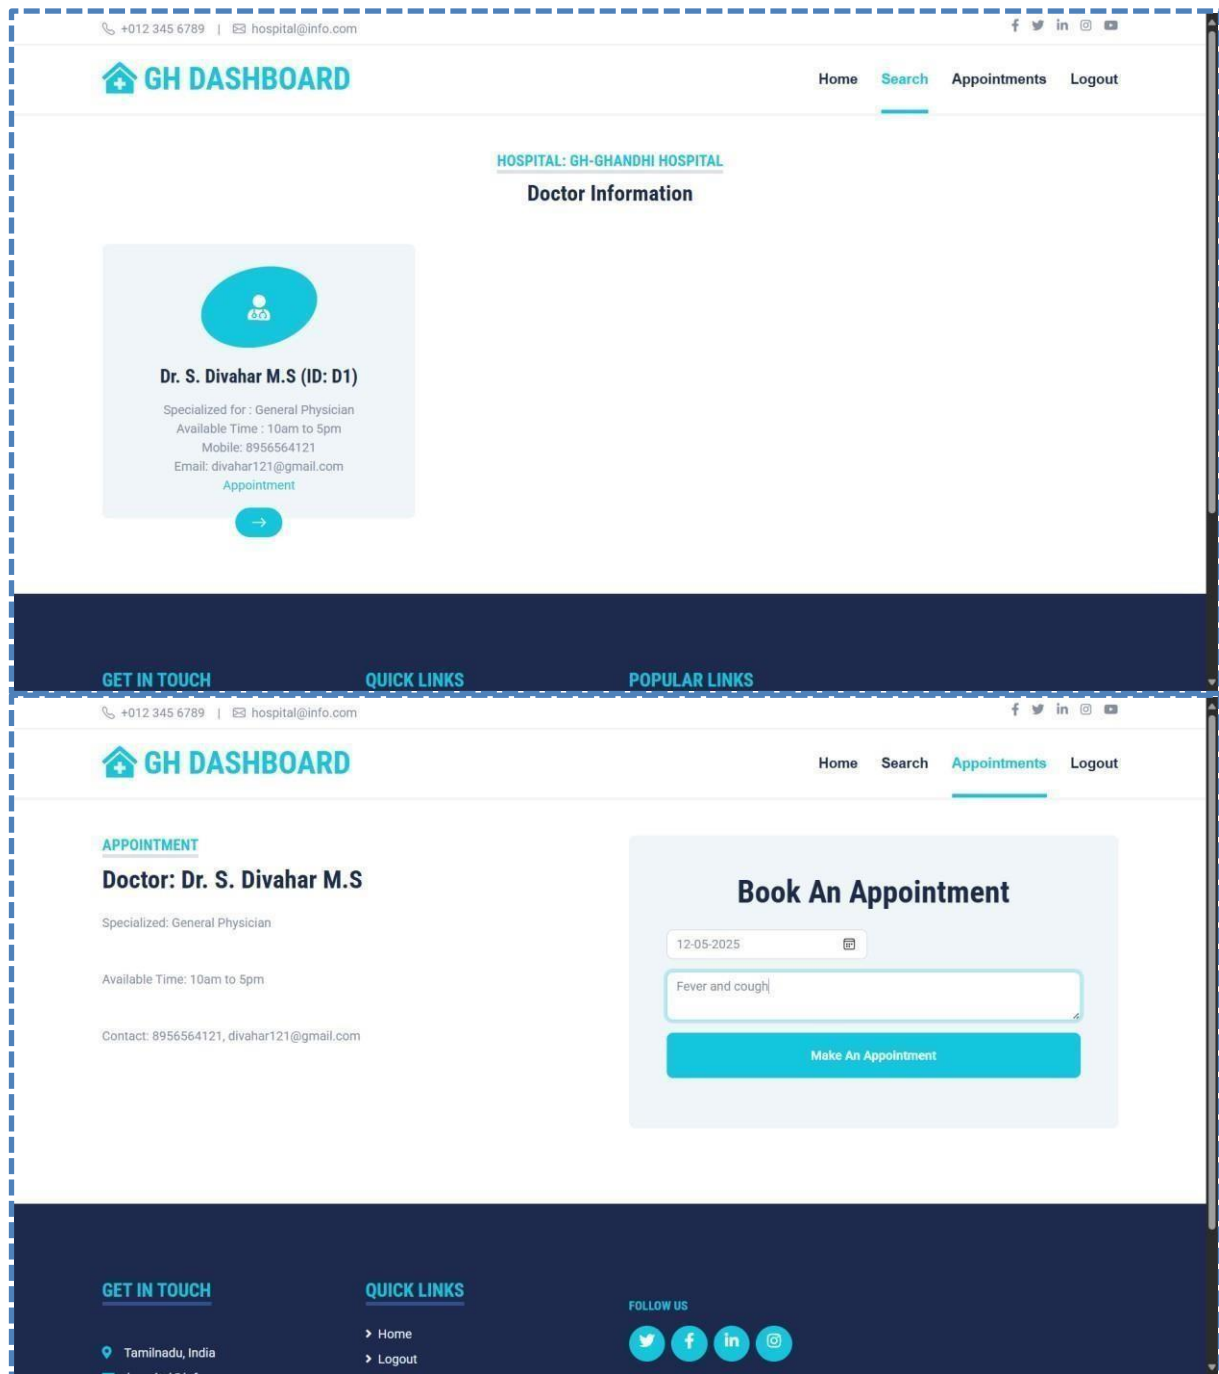 +012 345 6789 | hospital@info.com
GH DASHBOARD
Home Search Appointments Logout
HOSPITAL: GH-GHANDHI HOSPITAL
Doctor Information
Dr. S. Divahar M.S (ID: D1)
Specialized for : General Physician
Available Time : 10am to 5pm
Mobile: 8956564121
Email: divahar121@gmail.com
Appointment
GET IN TOUCH
QUICK LINKS
POPULAR LINKS
+012 345 6789 | hospital@info.com
GH DASHBOARD
Home Search Appointments Logout
APPOINTMENT
Doctor: Dr. S. Divahar M.S
Specialized: General Physician
Available Time: 10am to 5pm
Contact: 8956564121, divahar121@gmail.com
Book An Appointment
12-05-2025
Fever and cough
Make An Appointment
GET IN TOUCH
Tamilnadu, India
QUICK LINKS
Home
Logout
FOLLOW US